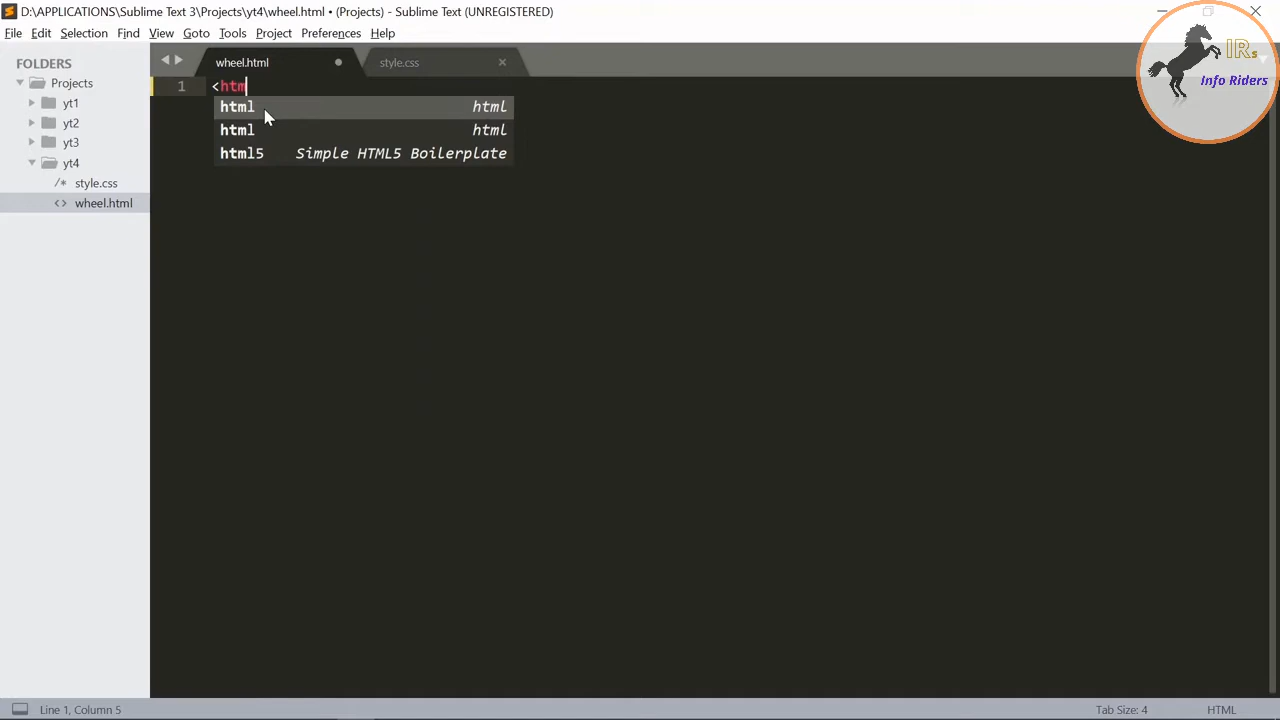 D:\APPLICATIONS\Sublime Text 3\Projects\yt4\wheel.html • (Projects) - Sublime Text (UNREGISTERED)
File Edit Selection Find View Goto Tools Project Preferences Help
IRs
Info Riders
FOLDERS
Projects
yt1
yt2
yt3
yt4
/* style.css
<> wheel.html
wheel.html
style.css
1 <htm
html html
html html
html5 Simple HTML5 Boilerplate
Line 1, Column 5
Tab Size: 4
HTML